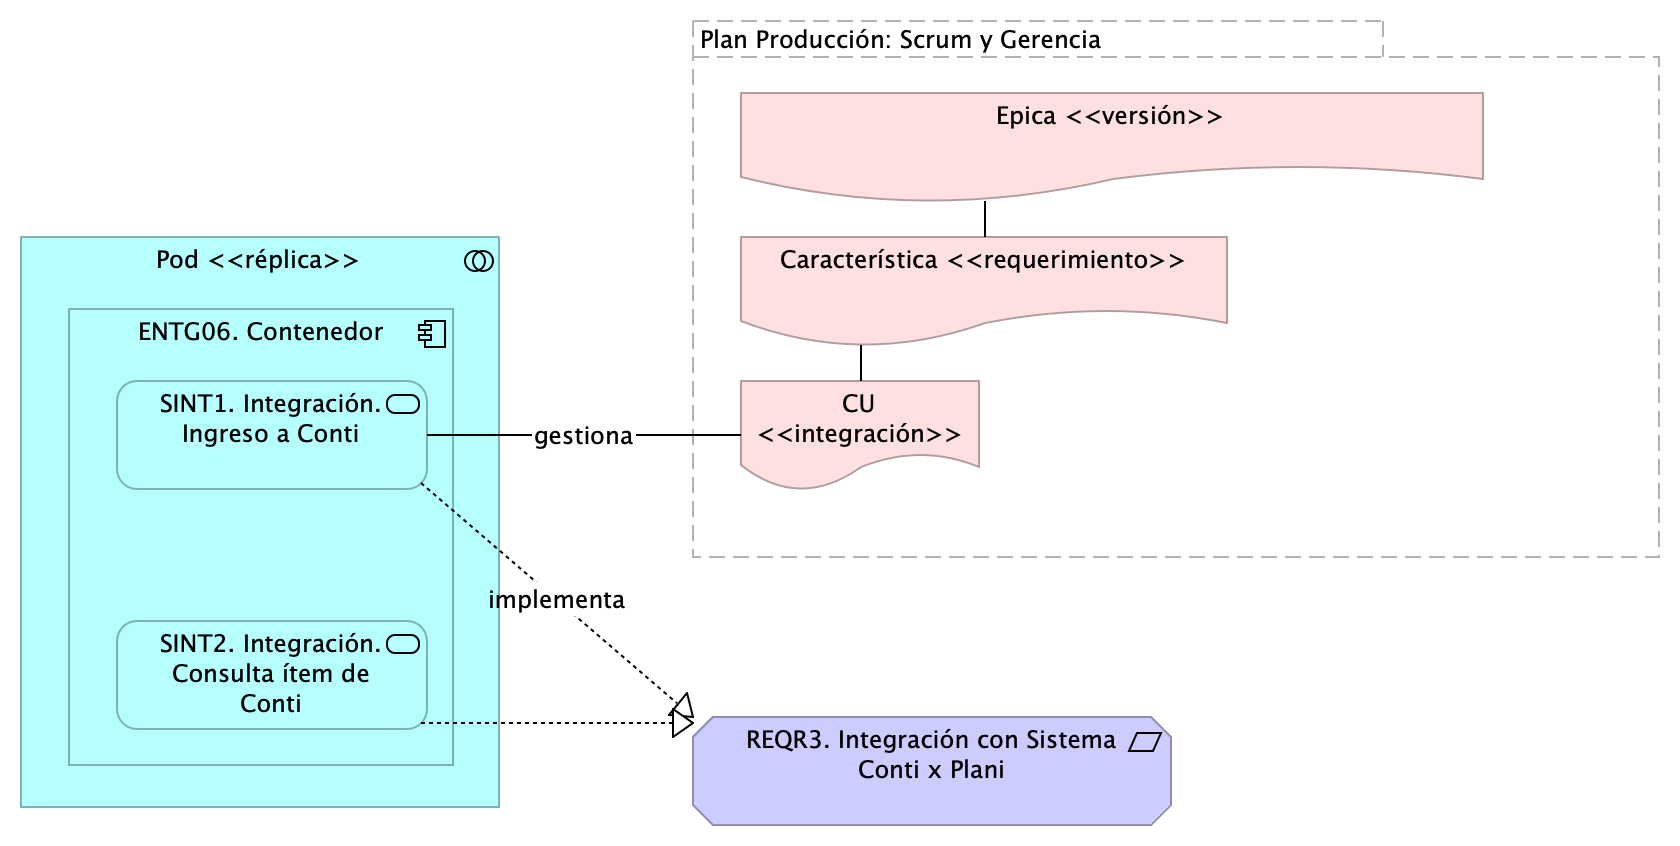 Plan Producción: Scrum y Gerencia
Epica <<versión>>
Pod <<réplica>>
Característica <<requerimiento>>
ENTG06. Contenedor
SINT1. Integración.
Ingreso a Conti
gestiona
CU
<<integración>>
implementa
SINT2. Integración.
Consulta ítem de
Conti
REQR3. Integración con Sistema
Conti x Plani